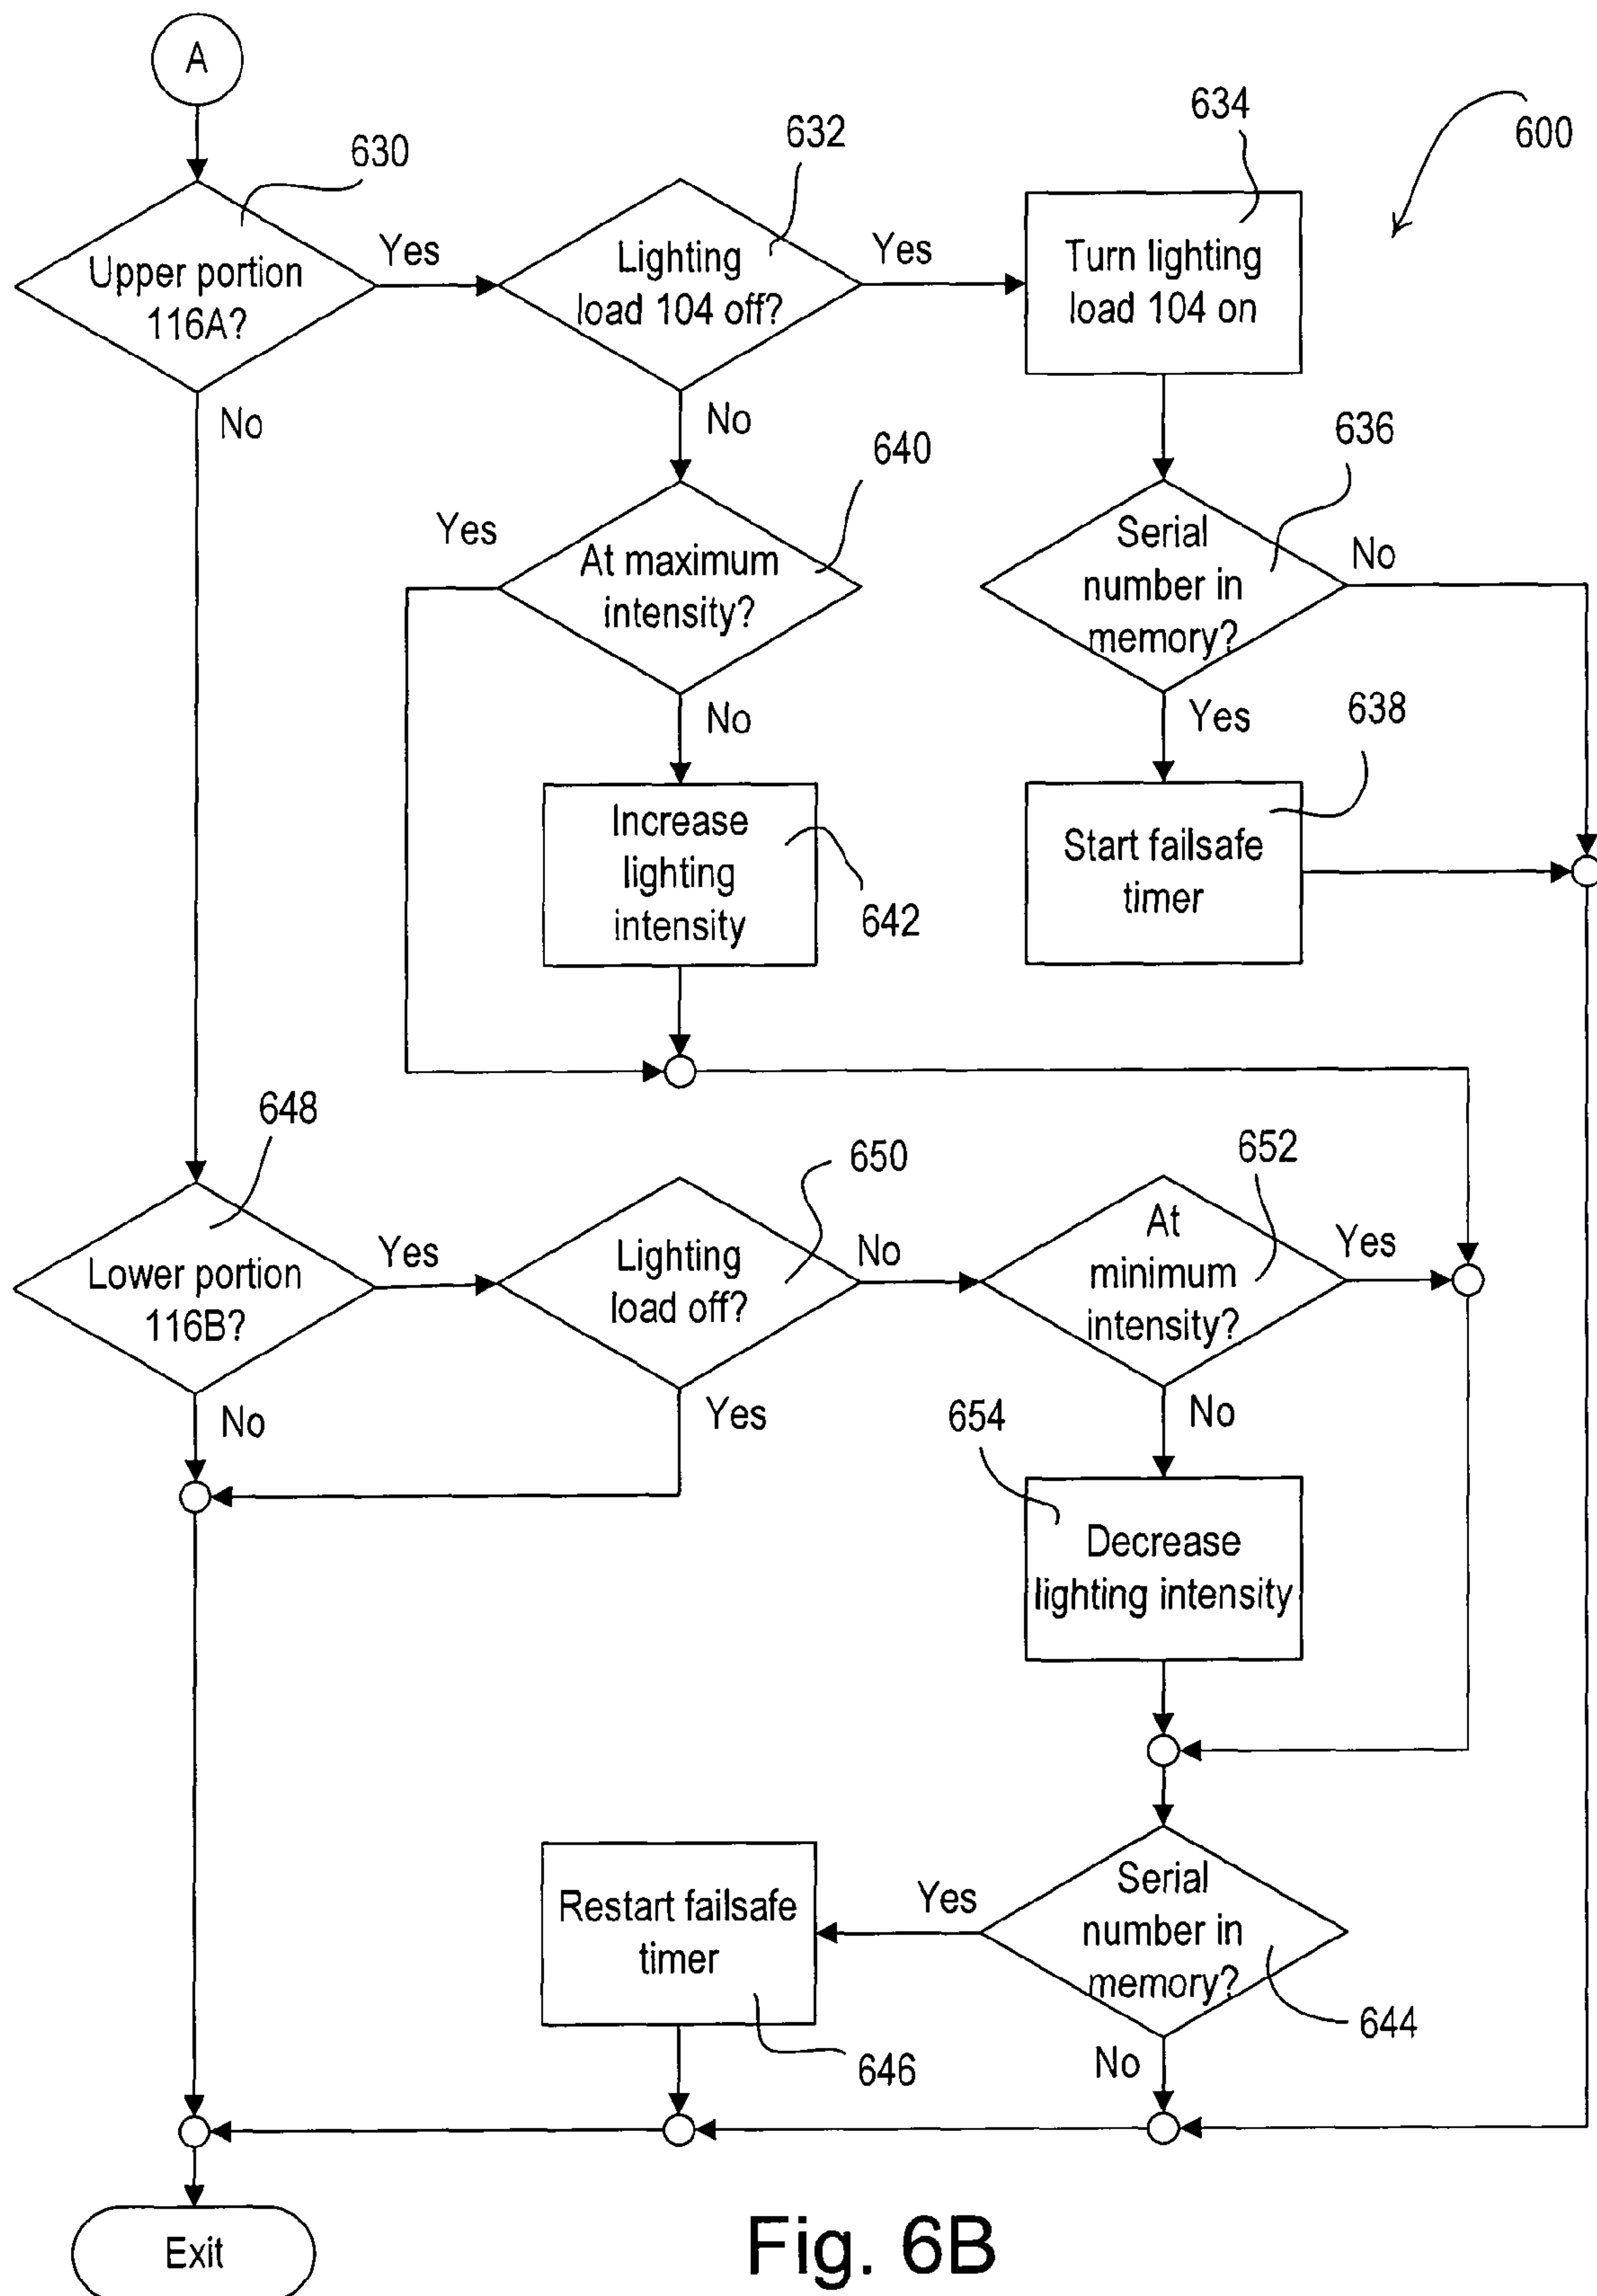 A
600
630
Upper portion
116A?
Yes
No
632
Lighting
load 104 off?
Yes
No
634
Turn lighting
load 104 on
636
Serial
number in
memory?
No
Yes
638
Start failsafe
timer
640
At maximum
intensity?
Yes
No
Increase
lighting
intensity
642
648
Lower portion
116B?
Yes
No
650
Lighting
load off?
No
Yes
652
At
minimum
intensity?
Yes
No
654
Decrease
lighting intensity
Serial
number in
memory?
644
Yes
No
Restart failsafe
timer
646
Exit
Fig. 6B